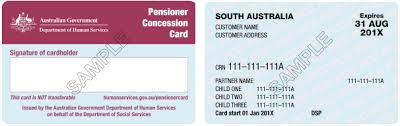 Australian Government
Department of Human Services
Pensioner
Concession
Card
Signature of cardholder
SAMPLE
This card is NOT transferable
humanservices.gov.au/pensionercard
Issued by the Australian Government Department of Human Services
on behalf of the Department of Social Services
SOUTH AUSTRALIA
CUSTOMER NAME
CUSTOMER ADDRESS
Expires
31 AUG
201X
SAMPLE
CRN 111-111-111A
PARTNER NAME 111-111-111A
CHILD ONE 111-111-111A
CHILD TWO 111-111-111A
CHILD THREE 111-111-111A
Card start 01 Jan 201X DSP